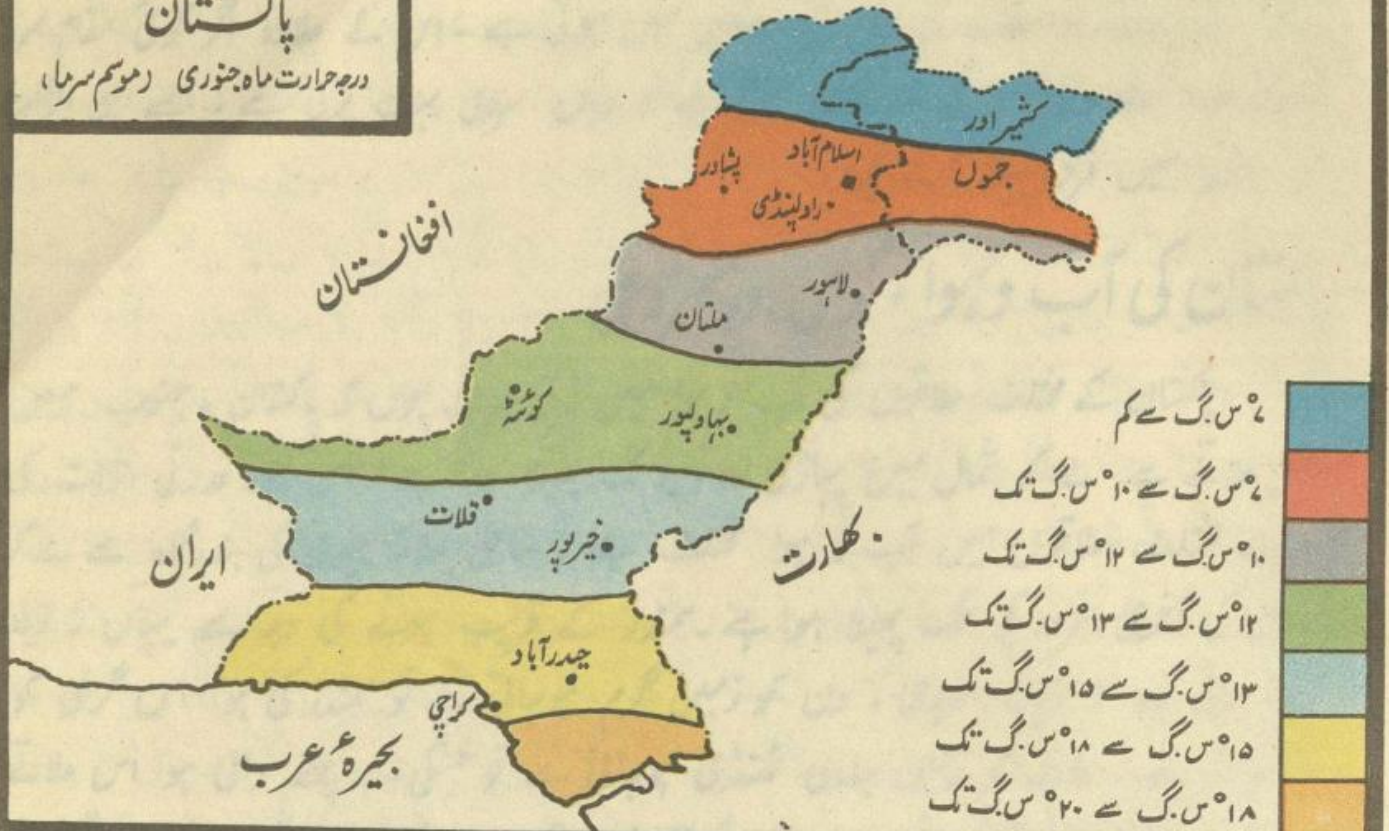 پاکستان
درجہ حرارت ماہ جنوری (موسم سرما)
کشمیر اور
جموں
اسلام آباد
پشاور
راولپنڈی
افغانستان
لاہور
ملتان
کوئٹہ
بہاولپور
قلات
خیرپور
ایران
بھارت
حیدرآباد
کراچی
بحیرۂ عرب
۷° س.گ سے کم
۷° س.گ سے ۱۰° س.گ تک
۱۰° س.گ سے ۱۲° س.گ تک
۱۲° س.گ سے ۱۳° س.گ تک
۱۳° س.گ سے ۱۵° س.گ تک
۱۵° س.گ سے ۱۸° س.گ تک
۱۸° س.گ سے ۲۰° س.گ تک